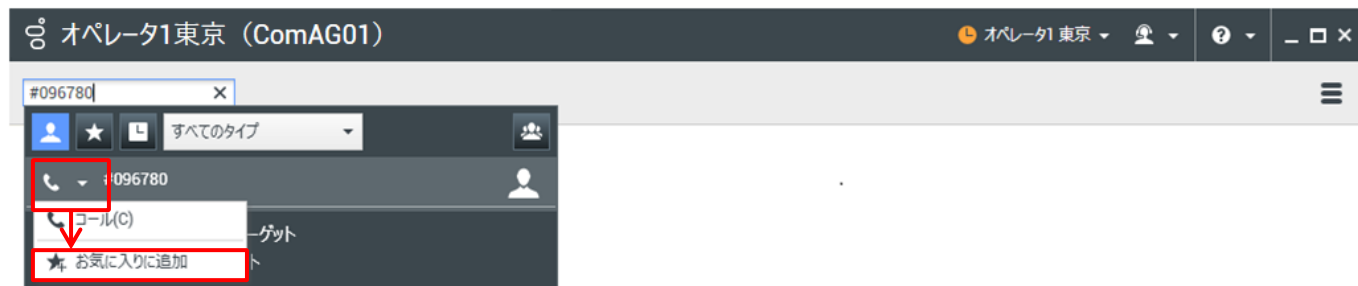 オペレータ1東京（ComAG01）
オペレータ1 東京
#096780
すべてのタイプ
#096780
コール(C)
ーゲット
お気に入りに追加
ト